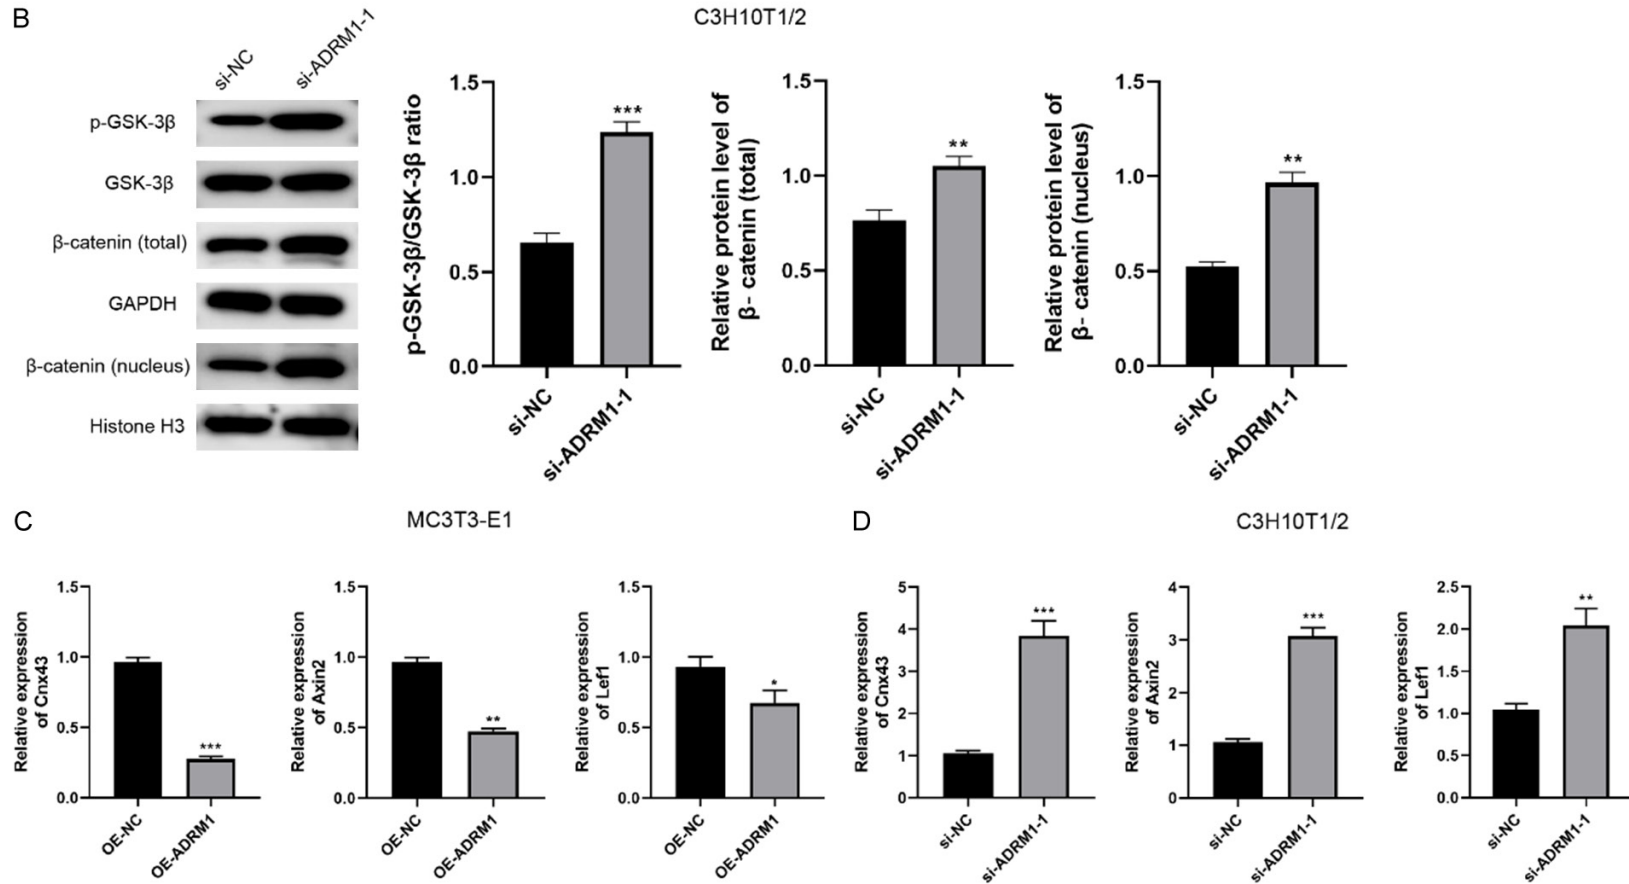 B
C3H10T1/2
si-NC
si-ADRM1-1
p-GSK-3β
GSK-3β
β-catenin (total)
GAPDH
β-catenin (nucleus)
Histone H3
p-GSK-3β/GSK-3β ratio
1.5
1.0
0.5
0.0
***
si-NC
si-ADRM1-1
Relative protein level of
β- catenin (total)
1.5
1.0
0.5
0.0
**
si-NC
si-ADRM1-1
Relative protein level of
β- catenin (nucleus)
1.5
1.0
0.5
0.0
**
si-NC
si-ADRM1-1
C
MC3T3-E1
Relative expression
of Cnx43
1.5
1.0
0.5
0.0
***
OE-NC
OE-ADRM1
Relative expression
of Axin2
1.5
1.0
0.5
0.0
**
OE-NC
OE-ADRM1
Relative expression
of Lef1
1.5
1.0
0.5
0.0
*
OE-NC
OE-ADRM1
D
C3H10T1/2
Relative expression
of Cnx43
5
4
3
2
1
0
***
si-NC
si-ADRM1-1
Relative expression
of Axin2
4
3
2
1
0
***
si-NC
si-ADRM1-1
Relative expression
of Lef1
2.5
2.0
1.5
1.0
0.5
0.0
**
si-NC
si-ADRM1-1